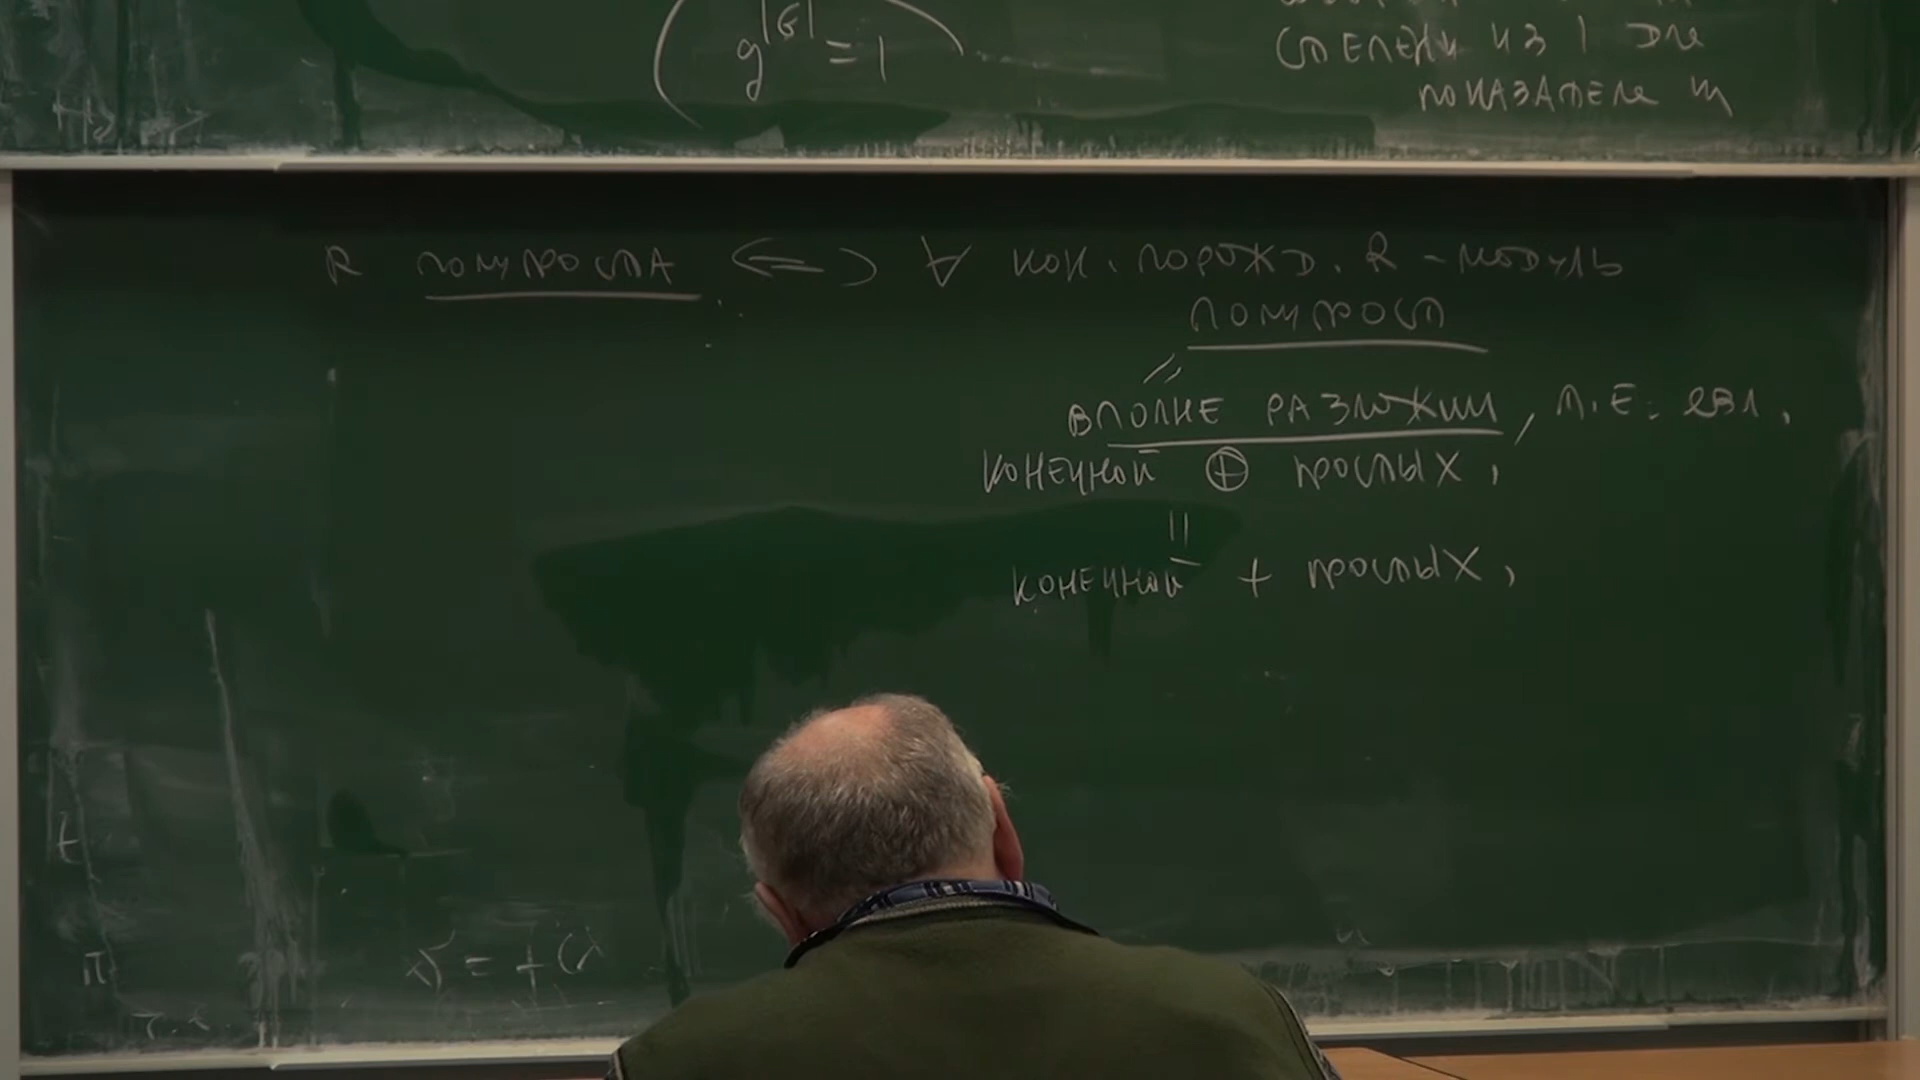 g^|G| = 1
степени из 1 для
показателя m
R полупроста ⟺ ∀ кон. порожд. R-модуль
полупрост
||
вполне разложим, т.е. явл.
конечной ⊕ простых,
||
конечной + простых,